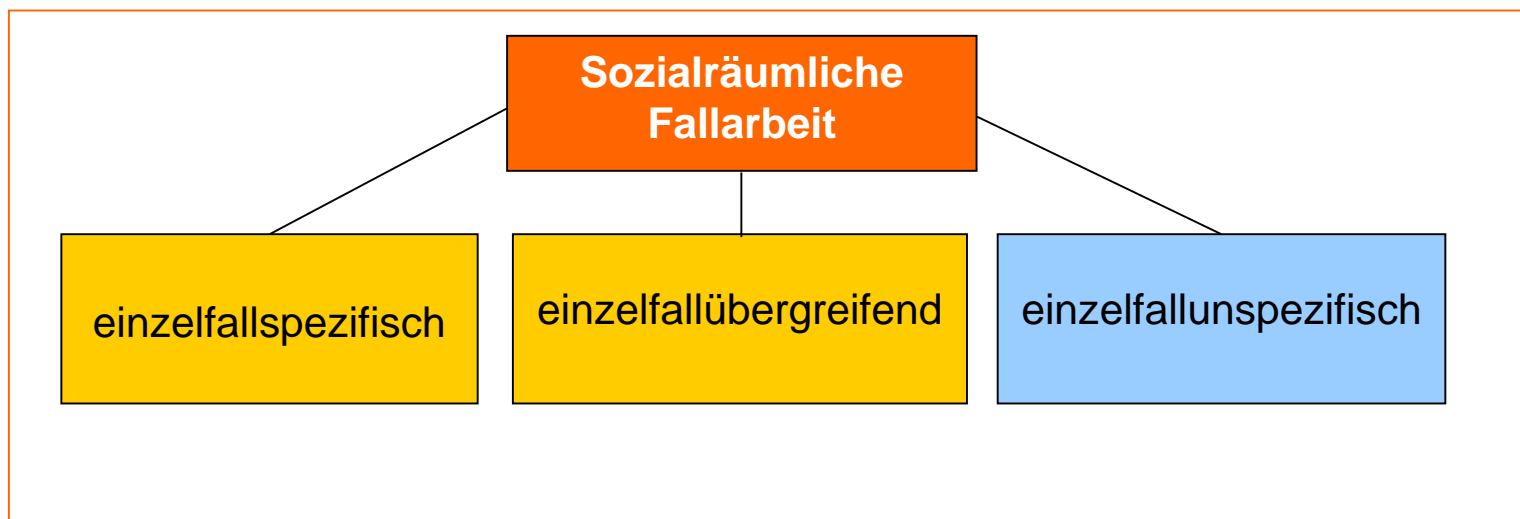 Sozialräumliche
Fallarbeit
einzelfallspezifisch
einzelfallübergreifend
einzelfallunspezifisch